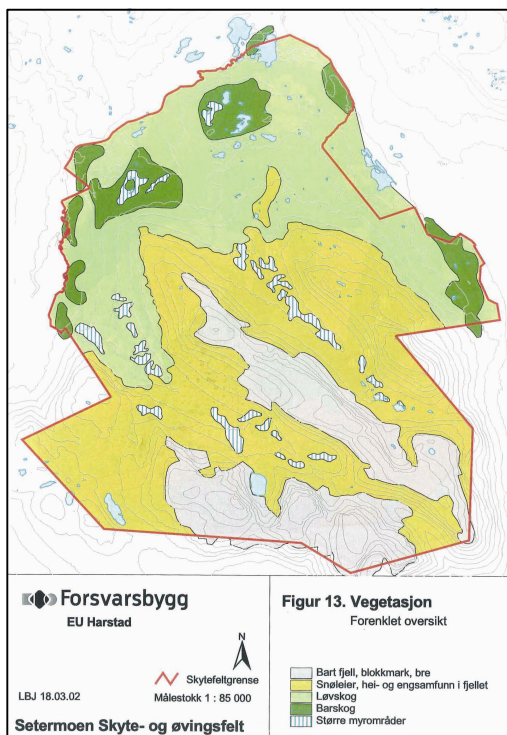 Forsvarsbygg
EU Harstad
N
Skytefeltgrense
LBJ 18.03.02
Målestokk 1 : 85 000
Setermoen Skyte- og øvingsfelt
Figur 13. Vegetasjon
Forenklet oversikt
Bart fjell, blokkmark, bre
Snøleier, hei- og engsamfunn i fjellet
Løvskog
Barskog
Større myrområder